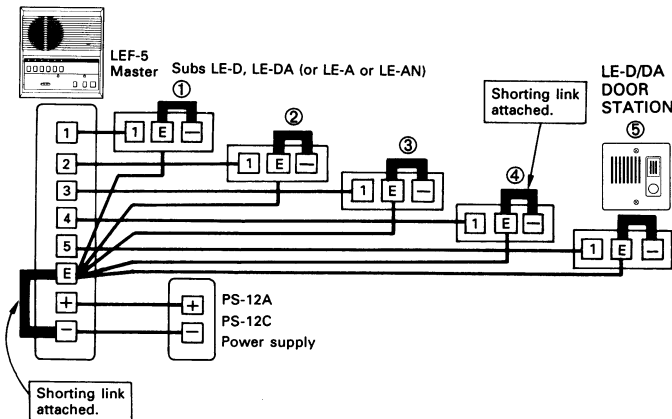 LEF-5
Master
Subs LE-D, LE-DA (or LE-A or LE-AN)
LE-D/DA
DOOR
STATION
Shorting link
attached.
①
②
③
④
⑤
1
1 E —
2
1 E —
3
1 E —
4
1 E —
5
1 E —
E
+
+
PS-12A
PS-12C
—
—
Power supply
Shorting link
attached.